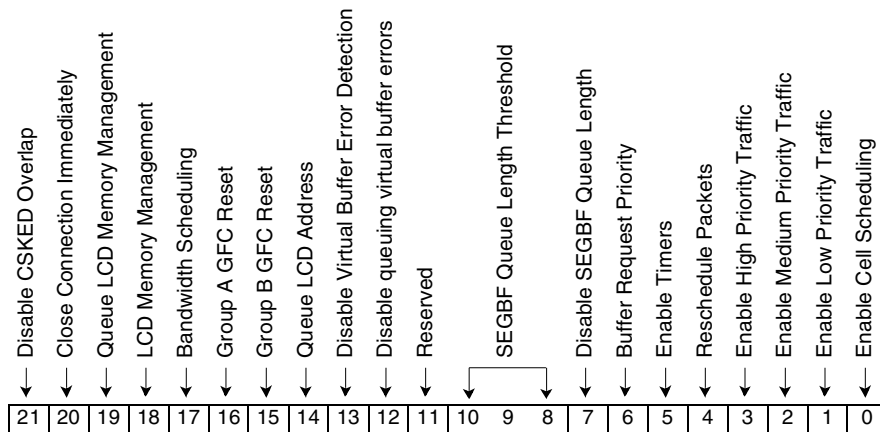 Disable CSKED Overlap
Close Connection Immediately
Queue LCD Memory Management
LCD Memory Management
Bandwidth Scheduling
Group A GFC Reset
Group B GFC Reset
Queue LCD Address
Disable Virtual Buffer Error Detection
Disable queuing virtual buffer errors
Reserved
SEGBF Queue Length Threshold
Disable SEGBF Queue Length
Buffer Request Priority
Enable Timers
Reschedule Packets
Enable High Priority Traffic
Enable Medium Priority Traffic
Enable Low Priority Traffic
Enable Cell Scheduling
21 20 19 18 17 16 15 14 13 12 11 10 9 8 7 6 5 4 3 2 1 0